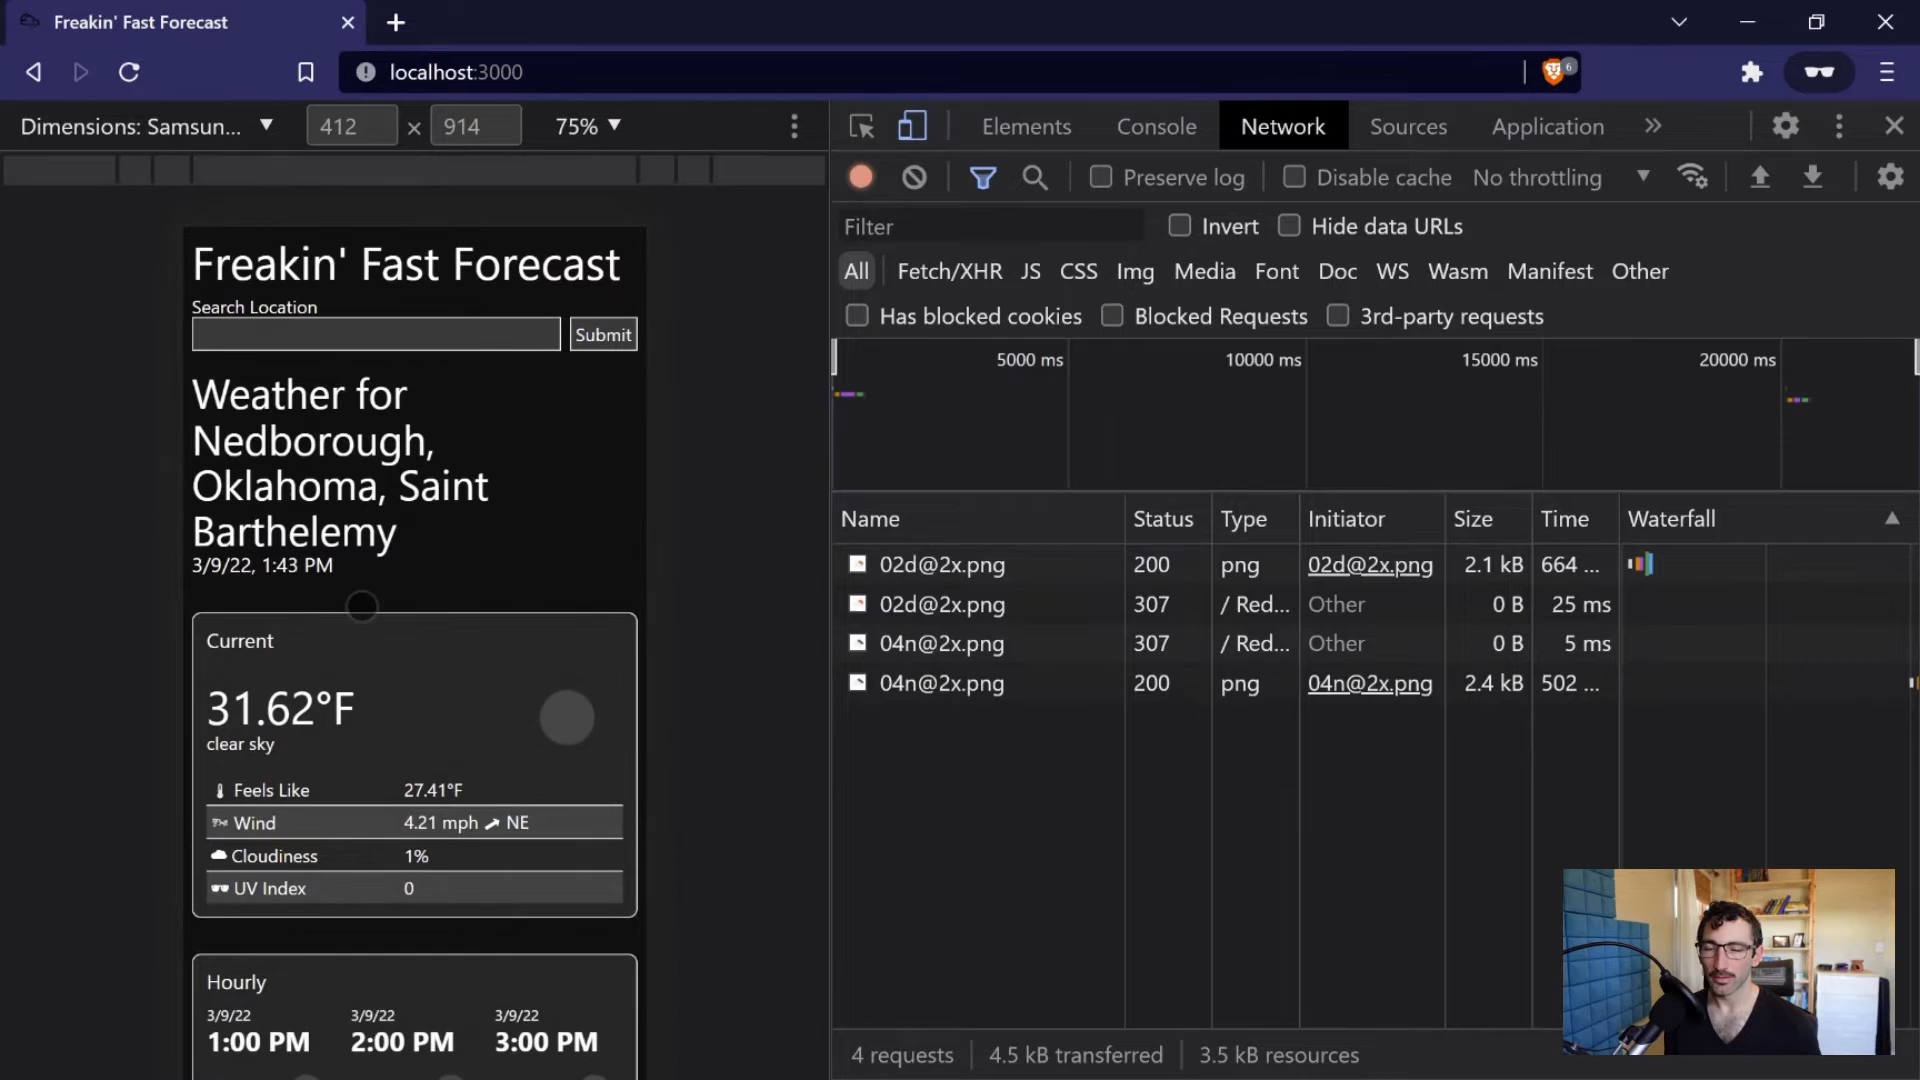 Freakin' Fast Forecast
localhost:3000
6
Dimensions: Samsun... 412 × 914 75%
Elements Console Network Sources Application
Preserve log Disable cache No throttling
Filter Invert Hide data URLs
All Fetch/XHR JS CSS Img Media Font Doc WS Wasm Manifest Other
Has blocked cookies Blocked Requests 3rd-party requests
5000 ms 10000 ms 15000 ms 20000 ms
Name Status Type Initiator Size Time Waterfall
02d@2x.png 200 png 02d@2x.png 2.1 kB 664 ...
02d@2x.png 307 / Red... Other 0 B 25 ms
04n@2x.png 307 / Red... Other 0 B 5 ms
04n@2x.png 200 png 04n@2x.png 2.4 kB 502 ...
4 requests 4.5 kB transferred 3.5 kB resources
Freakin' Fast Forecast
Search Location
Submit
Weather for
Nedborough,
Oklahoma, Saint
Barthelemy
3/9/22, 1:43 PM
Current
31.62°F
clear sky
Feels Like 27.41°F
Wind 4.21 mph NE
Cloudiness 1%
UV Index 0
Hourly
3/9/22 3/9/22 3/9/22
1:00 PM 2:00 PM 3:00 PM